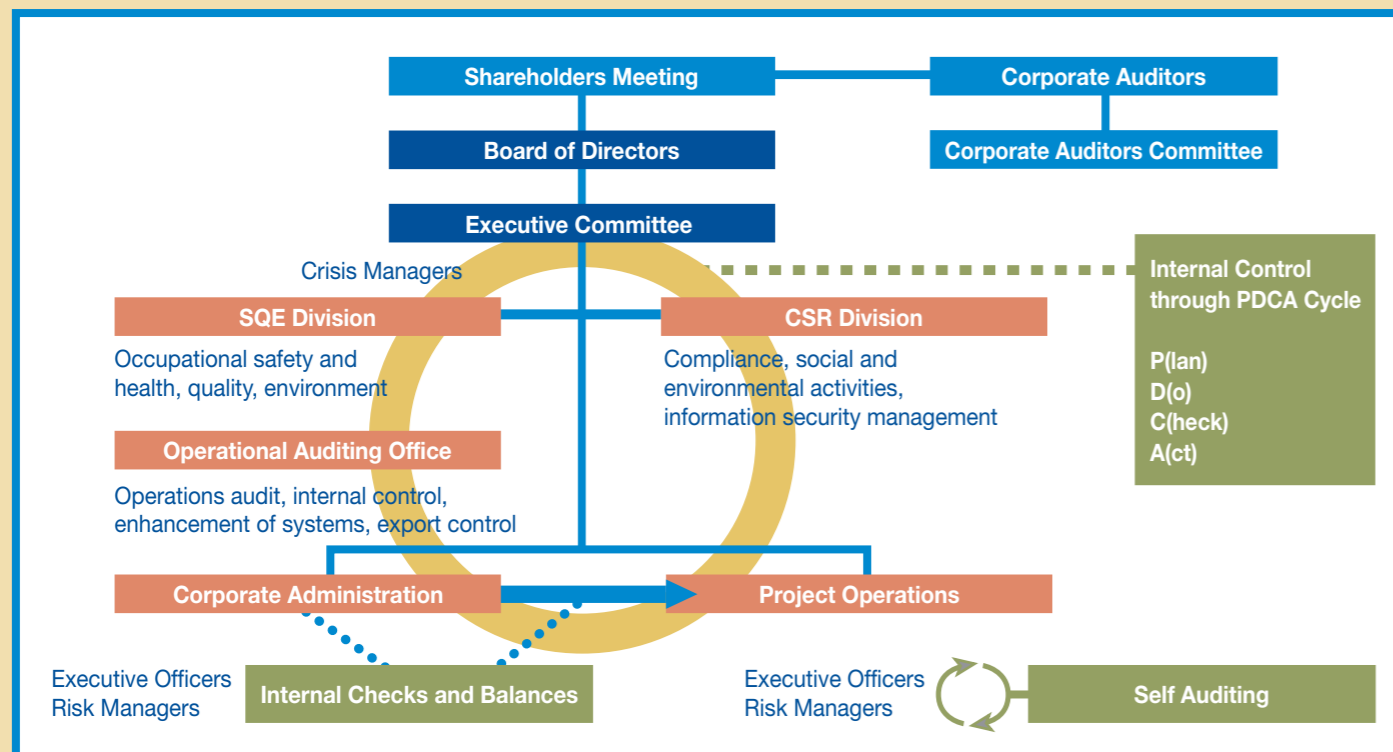 Shareholders Meeting
Corporate Auditors
Board of Directors
Corporate Auditors Committee
Executive Committee
Crisis Managers
Internal Control
through PDCA Cycle
P(lan)
D(o)
C(heck)
A(ct)
SQE Division
CSR Division
Occupational safety and
health, quality, environment
Compliance, social and
environmental activities,
information security management
Operational Auditing Office
Operations audit, internal control,
enhancement of systems, export control
Corporate Administration
Project Operations
Executive Officers
Risk Managers
Internal Checks and Balances
Executive Officers
Risk Managers
Self Auditing